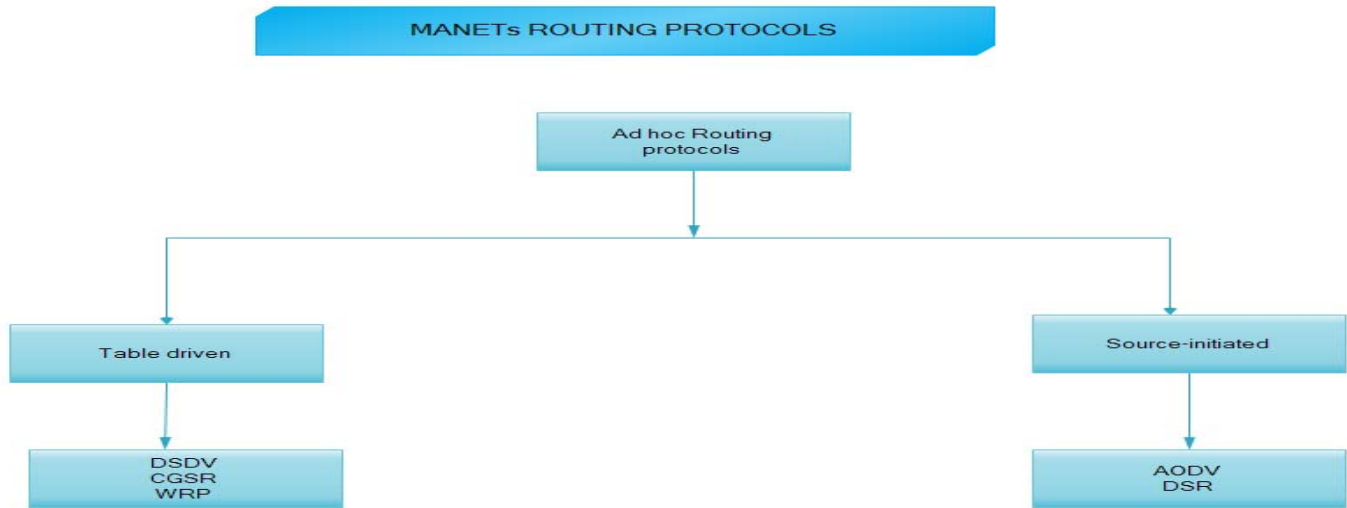 MANETs ROUTING PROTOCOLS
Ad hoc Routing
protocols
Table driven
Source-initiated
DSDV
CGSR
WRP
AODV
DSR